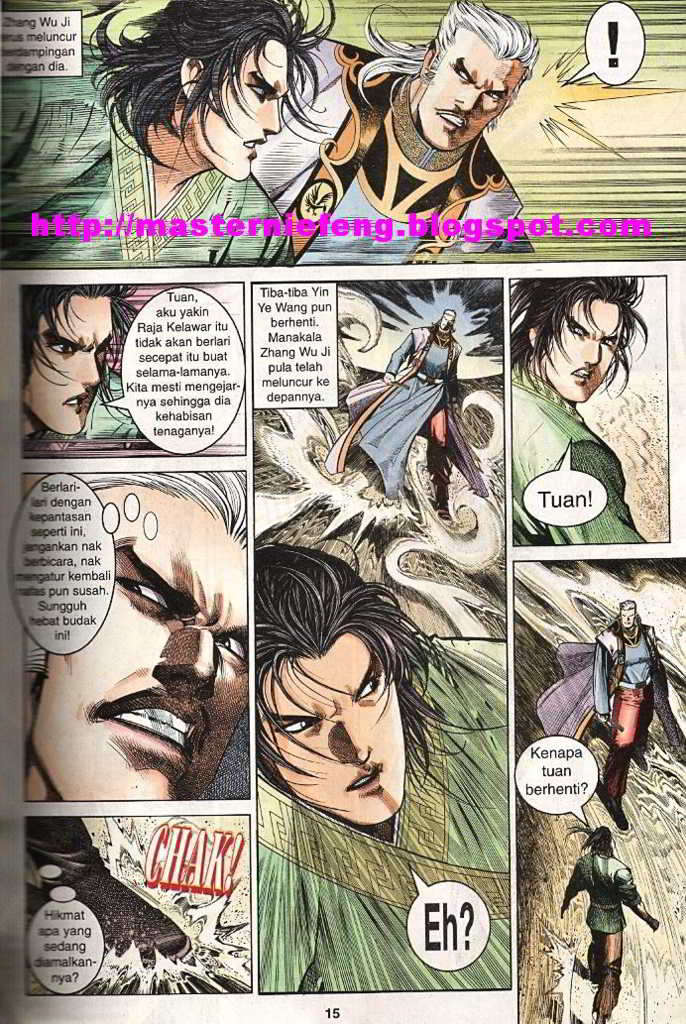 Zhang Wu Ji
terus meluncur
berdampingan
dengan dia.
!
http://masterniefeng.blogspot.com
Tuan,
aku yakin
Raja Kelawar itu
tidak akan berlari
secepat itu buat
selama-lamanya.
Kita mesti mengejar-
nya sehingga dia
kehabisan
tenaganya!
Berlari-
lari dengan
kepantasan
seperti ini,
jangankan nak
berbicara, nak
mengatur kembali
nafas pun susah.
Sungguh
hebat budak
ini!
CHAK!
Hikmat
apa yang
sedang
diamalkan-
nya?
Tiba-tiba Yin
Ye Wang pun
berhenti.
Manakala
Zhang Wu Ji
pula telah
meluncur ke
depannya.
Eh?
Tuan!
Kenapa
tuan
berhenti?
15